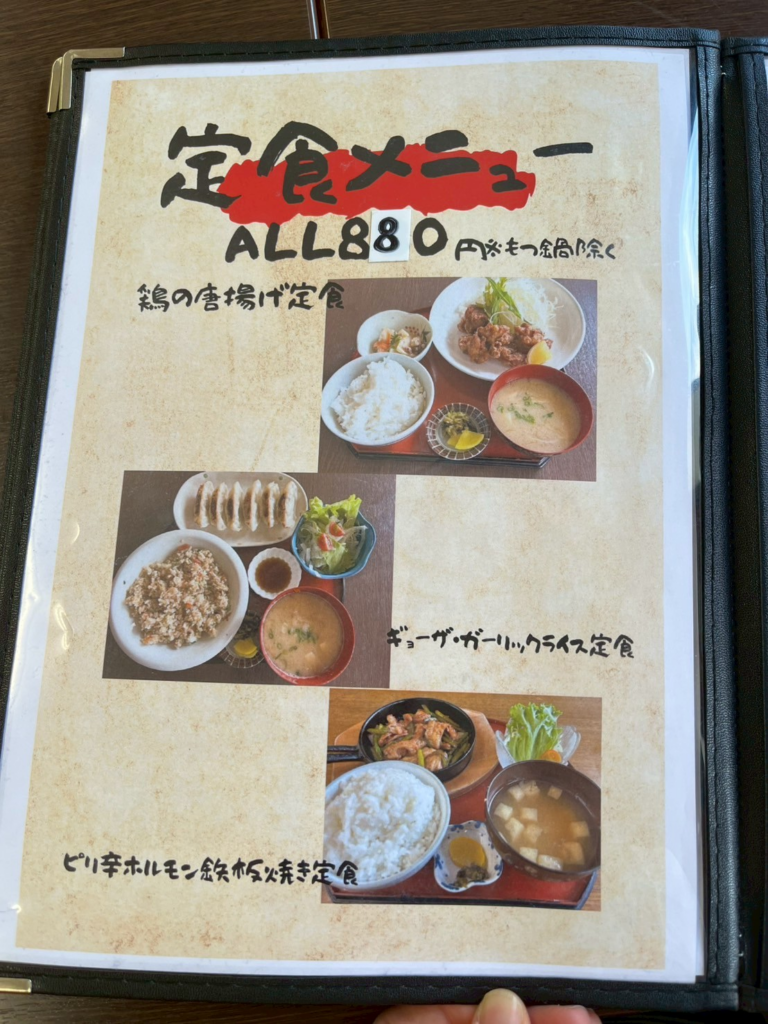 定食メニュー
ALL880円※もつ鍋除く
鶏の唐揚げ定食
ギョーザ・ガーリックライス定食
ピリ辛ホルモン鉄板焼き定食